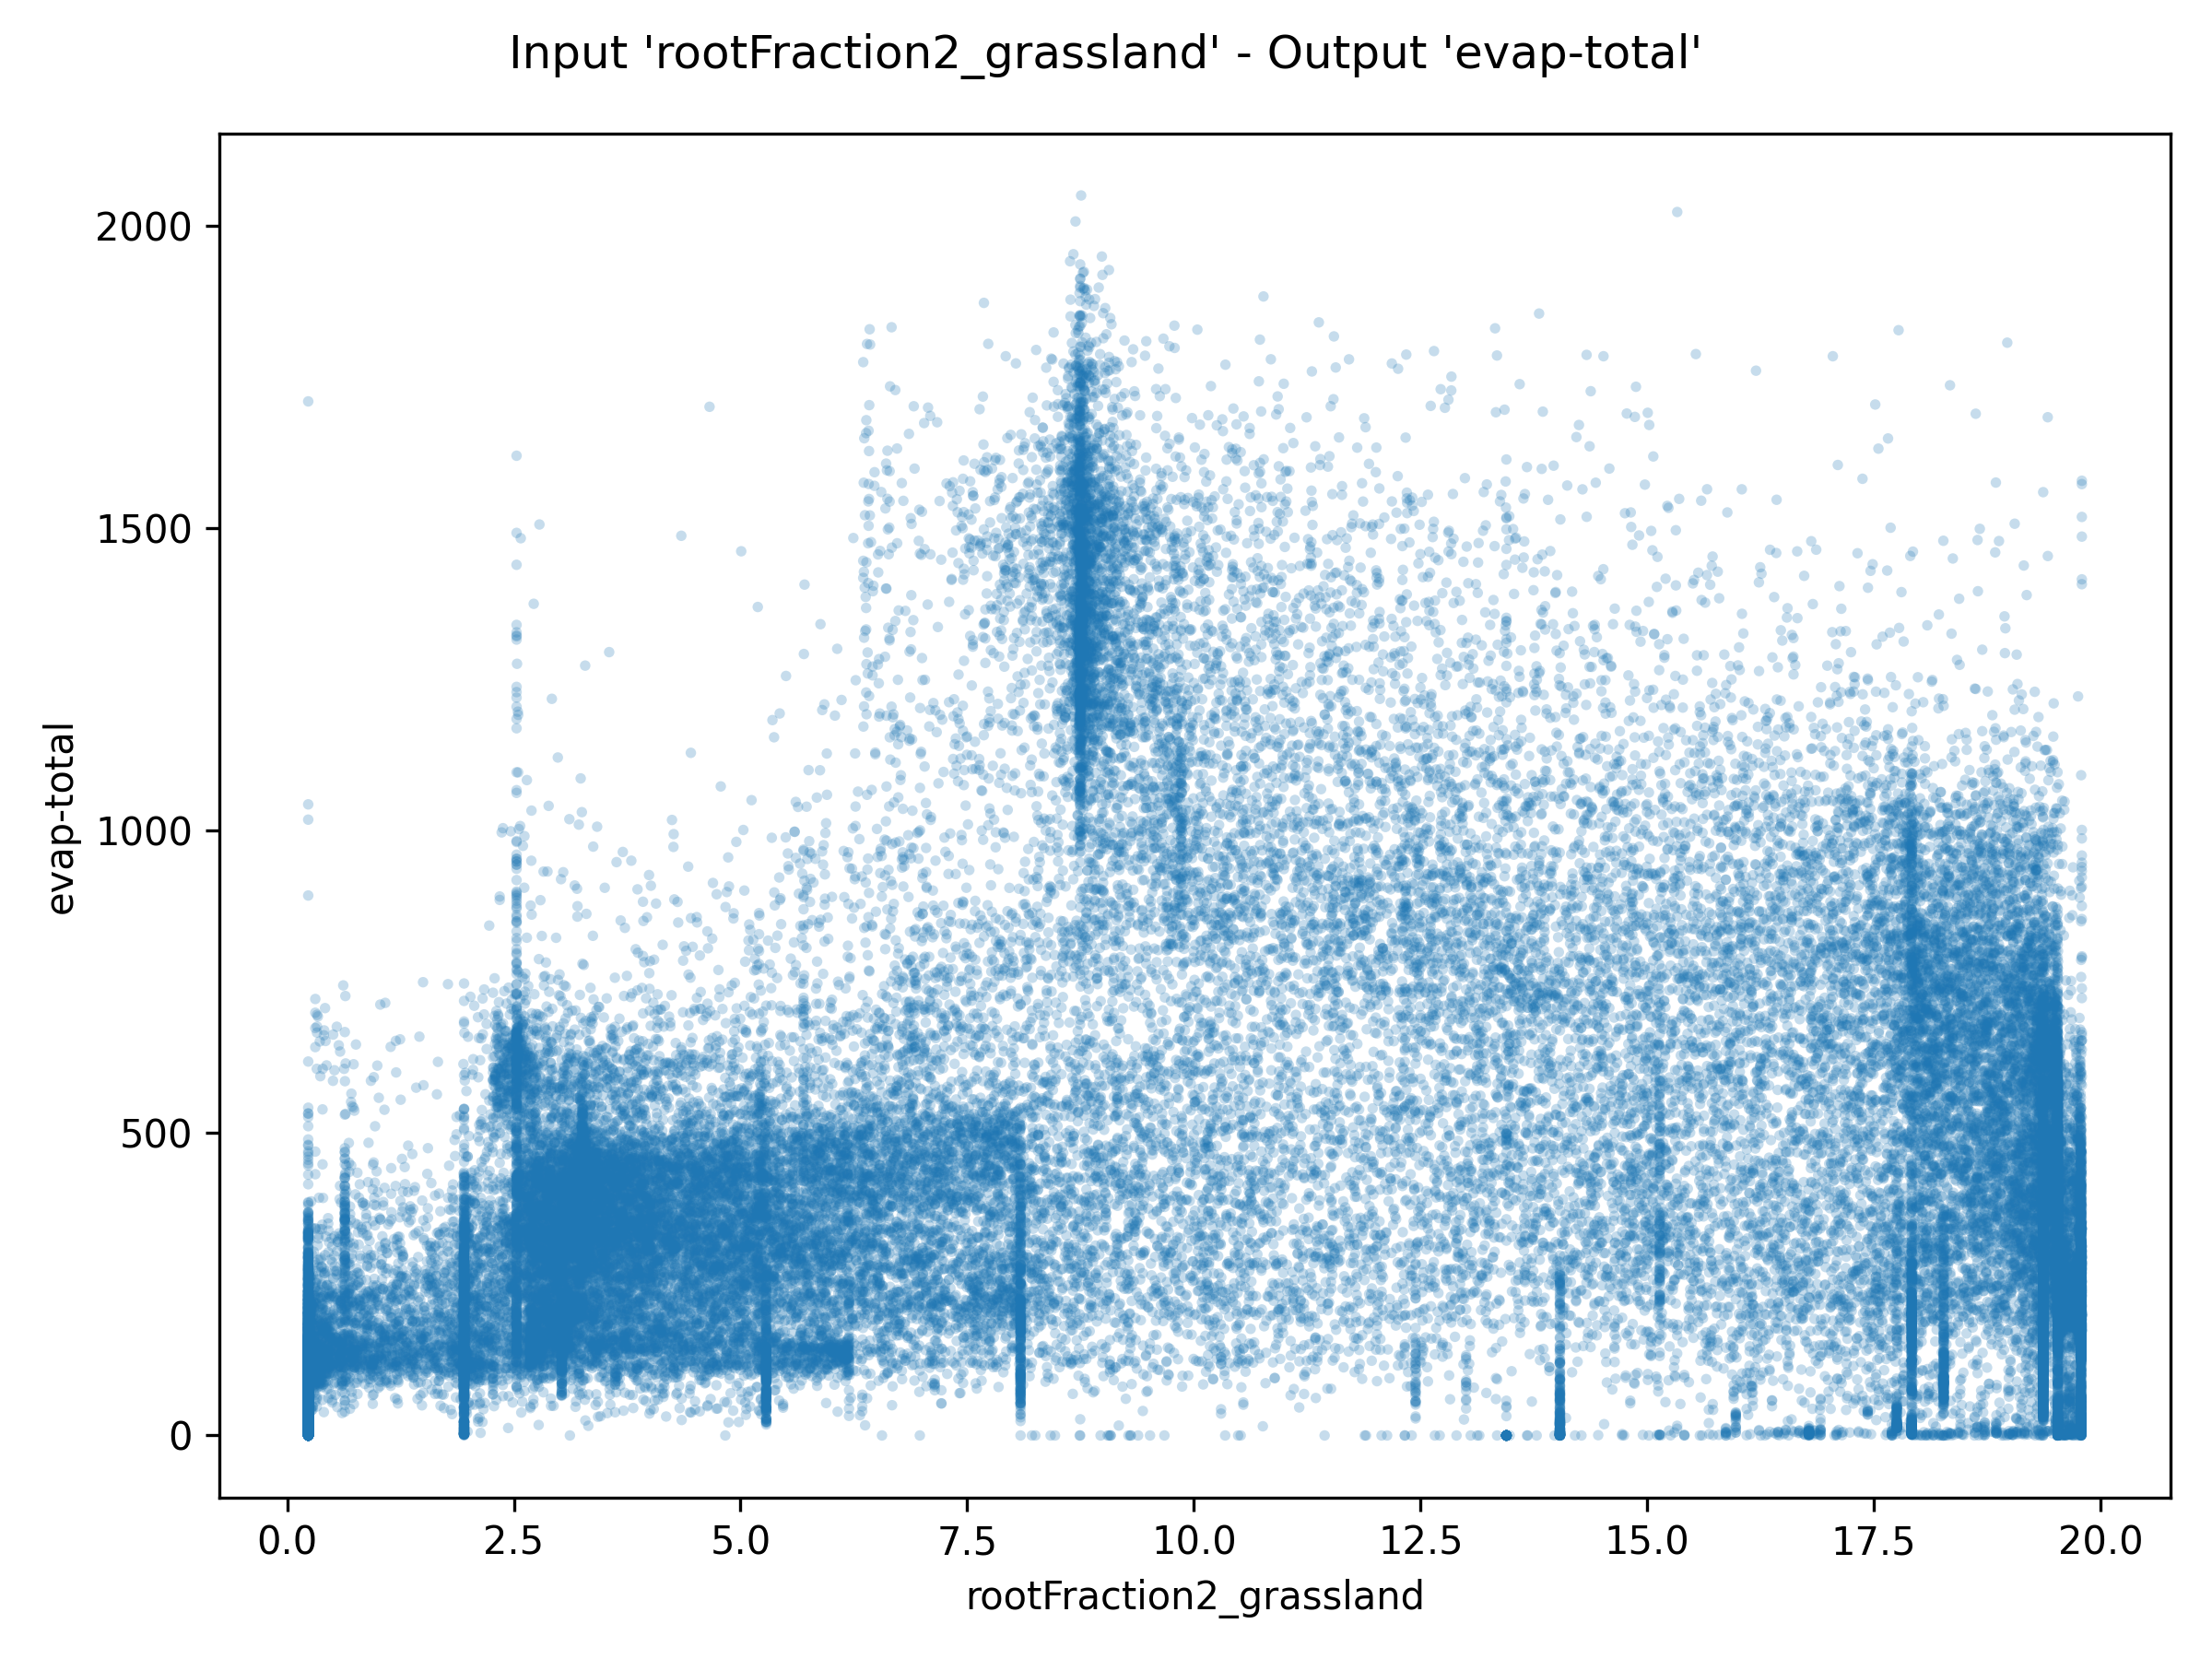 Input 'rootFraction2_grassland' - Output 'evap-total'
2000
1500
1000
500
0
evap-total
0.0 2.5 5.0 7.5 10.0 12.5 15.0 17.5 20.0
rootFraction2_grassland